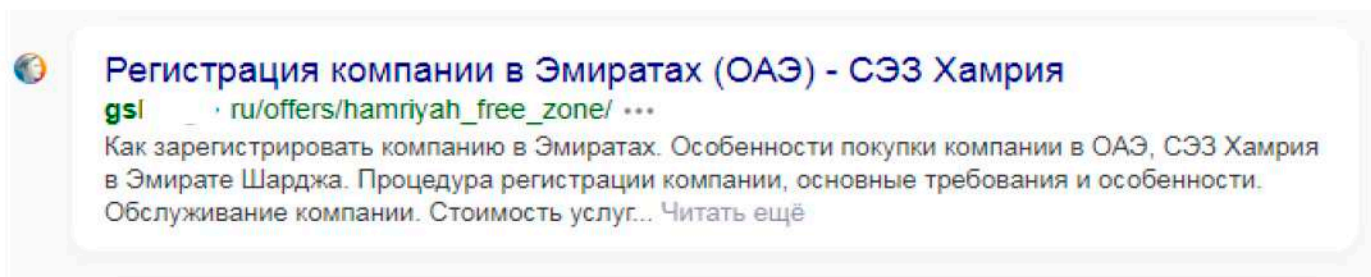 Регистрация компании в Эмиратах (ОАЭ) - СЭЗ Хамрия
gsl · ru/offers/hamriyah_free_zone/ •••
Как зарегистрировать компанию в Эмиратах. Особенности покупки компании в ОАЭ, СЭЗ Хамрия
в Эмирате Шарджа. Процедура регистрации компании, основные требования и особенности.
Обслуживание компании. Стоимость услуг... Читать ещё